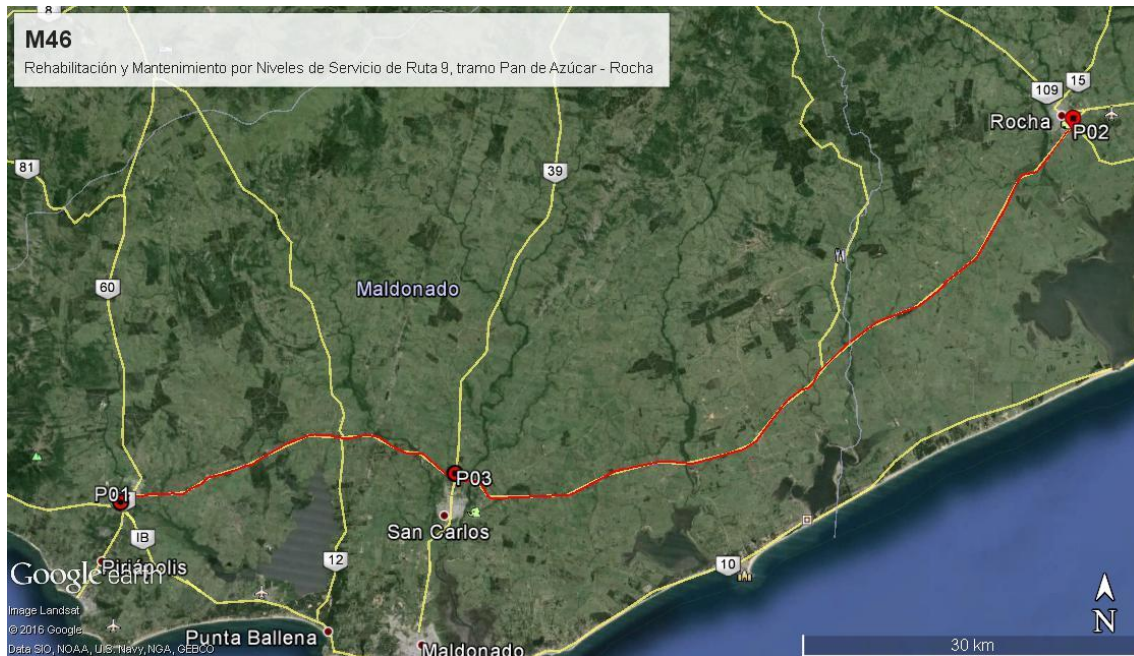 M46
Rehabilitación y Mantenimiento por Niveles de Servicio de Ruta 9, tramo Pan de Azúcar - Rocha
8
81
109
15
Rocha
P02
39
60
Maldonado
P01
P03
IB
San Carlos
Piriápolis
Google earth
12
10
Image Landsat
© 2016 Google
Data SIO, NOAA, U.S. Navy, NGA, GEBCO
Punta Ballena
Maldonado
N
30 km